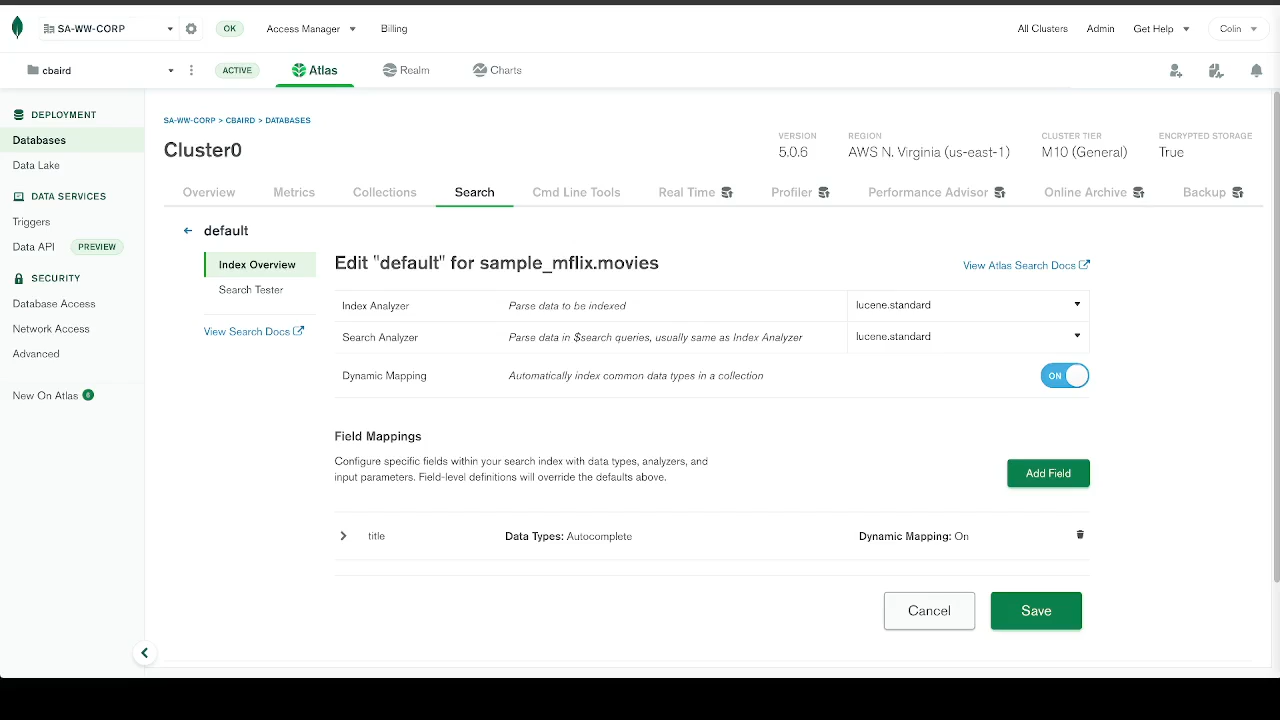 SA-WW-CORP OK Access Manager Billing All Clusters Admin Get Help Colin
cbaird ACTIVE Atlas Realm Charts
DEPLOYMENT
Databases
Data Lake
DATA SERVICES
Triggers
Data API PREVIEW
SECURITY
Database Access
Network Access
Advanced
New On Atlas 6
SA-WW-CORP > CBAIRD > DATABASES
Cluster0
VERSION REGION CLUSTER TIER ENCRYPTED STORAGE
5.0.6 AWS N. Virginia (us-east-1) M10 (General) True
Overview Metrics Collections Search Cmd Line Tools Real Time Profiler Performance Advisor Online Archive Backup
default
Index Overview
Search Tester
View Search Docs
Edit "default" for sample_mflix.movies View Atlas Search Docs
Index Analyzer Parse data to be indexed lucene.standard
Search Analyzer Parse data in $search queries, usually same as Index Analyzer lucene.standard
Dynamic Mapping Automatically index common data types in a collection ON
Field Mappings
Configure specific fields within your search index with data types, analyzers, and
input parameters. Field-level definitions will override the defaults above.
Add Field
title Data Types: Autocomplete Dynamic Mapping: On
Cancel Save